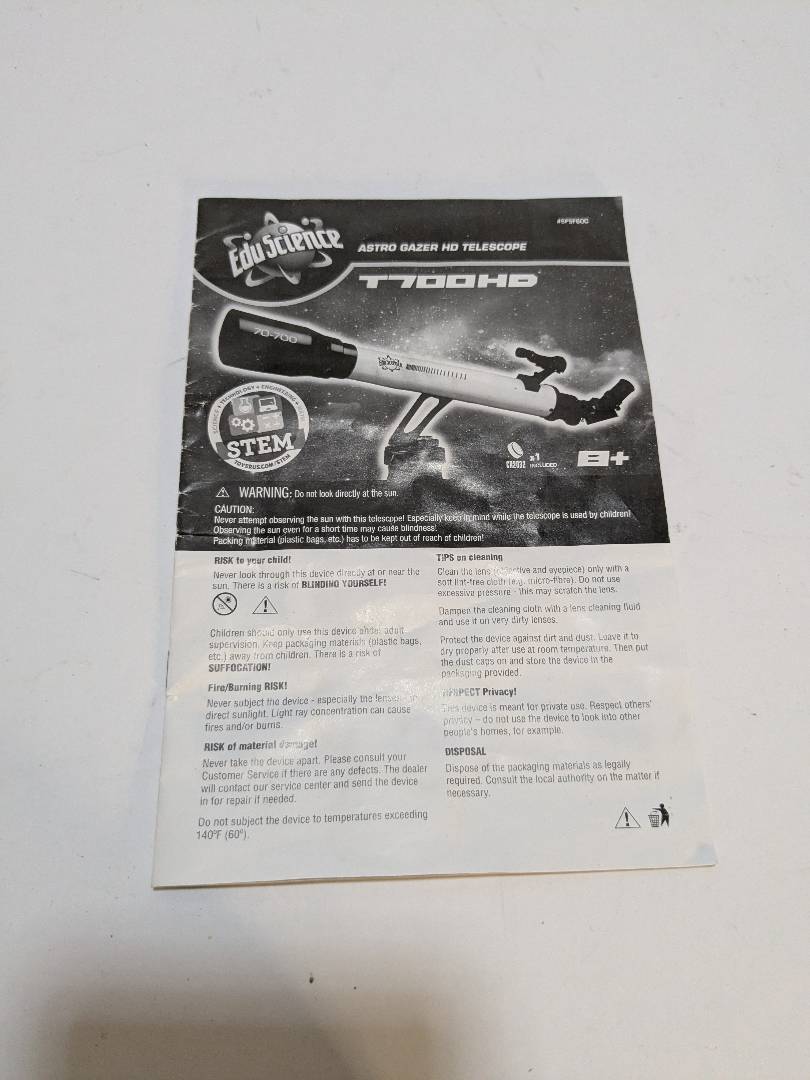 Edu Science
ASTRO GAZER HD TELESCOPE
T700HD
70-700
SCIENCE • TECHNOLOGY • ENGINEERING • MATH
STEM
TOYSRUS.COM/STEM
CR2032
x 1
INCLUDED
8+
WARNING: Do not look directly at the sun.
CAUTION:
Never attempt observing the sun with this telescope! Especially keep in mind while the telescope is used by children!
Observing the sun even for a short time may cause blindness!
Packing material (plastic bags, etc.) has to be kept out of reach of children!
RISK to your child!
Never look through this device directly at or near the
sun. There is a risk of BLINDING YOURSELF!
Children should only use this device under adult
supervision. Keep packaging materials (plastic bags,
etc.) away from children. There is a risk of
SUFFOCATION!
Fire/Burning RISK!
Never subject the device - especially the lenses - to
direct sunlight. Light ray concentration can cause
fires and/or burns.
RISK of material damage!
Never take the device apart. Please consult your
Customer Service if there are any defects. The dealer
will contact our service center and send the device
in for repair if needed.
Do not subject the device to temperatures exceeding
140°F (60°).
TIPS on cleaning
Clean the lens (objective and eyepiece) only with a
soft lint-free cloth (e.g. micro-fibre). Do not use
excessive pressure - this may scratch the lens.
Dampen the cleaning cloth with a lens cleaning fluid
and use it on very dirty lenses.
Protect the device against dirt and dust. Leave it to
dry properly after use at room temperature. Then put
the dust caps on and store the device in the
packaging provided.
RESPECT Privacy!
This device is meant for private use. Respect others'
privacy – do not use the device to look into other
people's homes, for example.
DISPOSAL
Dispose of the packaging materials as legally
required. Consult the local authority on the matter if
necessary.